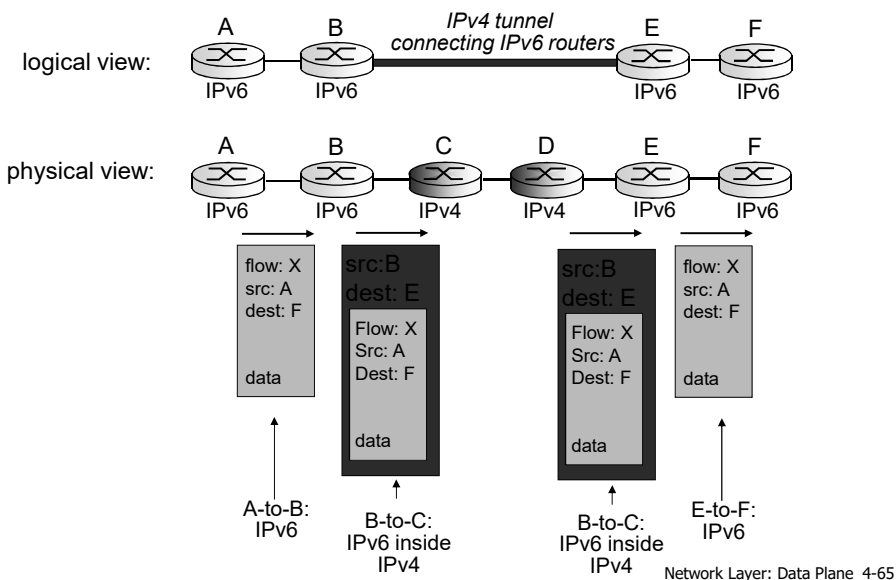 IPv4 tunnel
connecting IPv6 routers
A
B
E
F
logical view:
IPv6
IPv6
IPv6
IPv6
A
B
C
D
E
F
physical view:
IPv6
IPv6
IPv4
IPv4
IPv6
IPv6
flow: X
src: A
dest: F
data
src:B
dest: E
Flow: X
Src: A
Dest: F
data
src:B
dest: E
Flow: X
Src: A
Dest: F
data
flow: X
src: A
dest: F
data
A-to-B:
IPv6
B-to-C:
IPv6 inside
IPv4
B-to-C:
IPv6 inside
IPv4
E-to-F:
IPv6
Network Layer: Data Plane 4-65